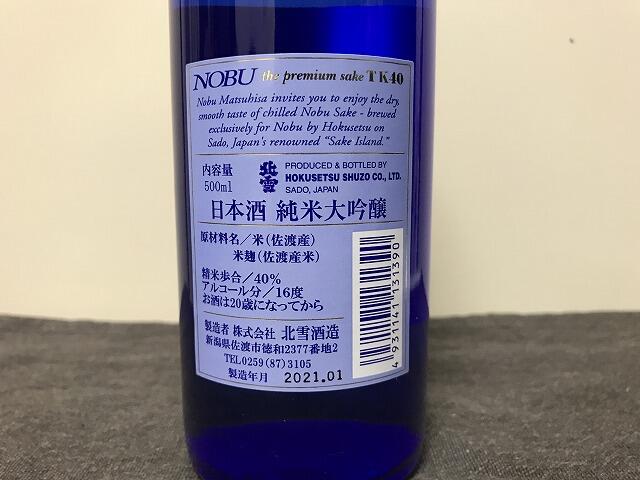 NOBU the premium sake TK40
Nobu Matsuhisa invites you to enjoy the dry,
smooth taste of chilled Nobu Sake - brewed
exclusively for Nobu by Hokusetsu on
Sado, Japan's renowned "Sake Island."
内容量
500ml
北雪
PRODUCED & BOTTLED BY
HOKUSETSU SHUZO CO., LTD.
SADO, JAPAN
日本酒 純米大吟醸
原材料名／米(佐渡産)
米麹(佐渡産米)
精米歩合／40%
アルコール分／16度
お酒は20歳になってから
製造者 株式会社 北雪酒造
新潟県佐渡市徳和2377番地2
TEL0259(87)3105
製造年月 2021.01
4 931141 131390